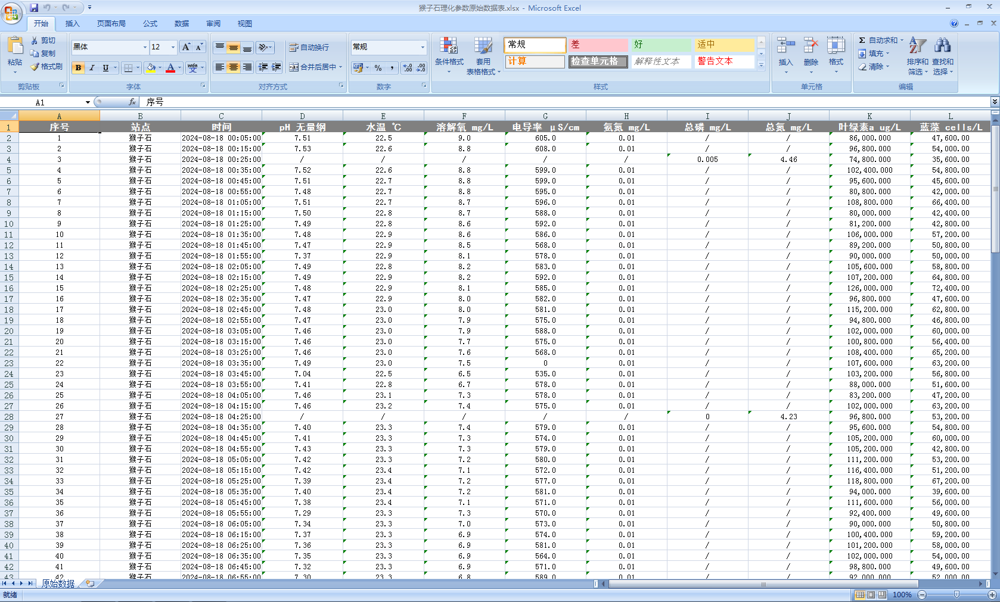 猴子石理化参数原始数据表.xlsx - Microsoft Excel
开始 插入 页面布局 公式 数据 审阅 视图
粘贴 剪切 复制 格式刷 剪贴板
黑体 12 B I U 字体
自动换行 合并后居中 对齐方式
常规 % , 数字
条件格式 套用表格格式 常规 差 好 适中
计算 检查单元格 解释性文本 警告文本 样式
插入 删除 格式 单元格
Σ 自动求和 填充 清除 排序和筛选 查找和选择 编辑
A1 fx 序号
A B C D E F G H I J K L
1 序号 站点 时间 pH 无量纲 水温 ℃ 溶解氧 mg/L 电导率 μS/cm 氨氮 mg/L 总磷 mg/L 总氮 mg/L 叶绿素a ug/L 蓝藻 cells/L
2 1 猴子石 2024-08-18 00:05:00 7.51 22.5 9.0 605.0 0.01 / / 86,000.000 47,600.00
3 2 猴子石 2024-08-18 00:15:00 7.53 22.6 8.8 608.0 0.01 / / 96,800.000 54,000.00
4 3 猴子石 2024-08-18 00:25:00 / / / / / 0.005 4.46 74,800.000 35,600.00
5 4 猴子石 2024-08-18 00:35:00 7.52 22.6 8.8 599.0 0.01 / / 102,400.000 54,800.00
6 5 猴子石 2024-08-18 00:45:00 7.51 22.7 8.8 599.0 0.01 / / 95,600.000 45,600.00
7 6 猴子石 2024-08-18 00:55:00 7.48 22.7 8.8 595.0 0.01 / / 80,800.000 42,000.00
8 7 猴子石 2024-08-18 01:05:00 7.51 22.7 8.7 596.0 0.01 / / 108,800.000 66,400.00
9 8 猴子石 2024-08-18 01:15:00 7.50 22.8 8.7 588.0 0.01 / / 80,000.000 42,400.00
10 9 猴子石 2024-08-18 01:25:00 7.49 22.8 8.6 592.0 0.01 / / 81,200.000 42,800.00
11 10 猴子石 2024-08-18 01:35:00 7.48 22.9 8.6 586.0 0.01 / / 106,000.000 57,200.00
12 11 猴子石 2024-08-18 01:45:00 7.47 22.9 8.5 568.0 0.01 / / 89,200.000 50,800.00
13 12 猴子石 2024-08-18 01:55:00 7.37 22.9 8.1 578.0 0.01 / / 90,000.000 50,000.00
14 13 猴子石 2024-08-18 02:05:00 7.49 22.8 8.2 583.0 0.01 / / 105,600.000 58,800.00
15 14 猴子石 2024-08-18 02:15:00 7.49 22.9 8.2 592.0 0.01 / / 107,200.000 64,800.00
16 15 猴子石 2024-08-18 02:25:00 7.48 22.9 8.1 585.0 0.01 / / 126,000.000 72,400.00
17 16 猴子石 2024-08-18 02:35:00 7.47 22.9 8.0 582.0 0.01 / / 96,800.000 47,600.00
18 17 猴子石 2024-08-18 02:45:00 7.48 23.0 8.0 581.0 0.01 / / 115,200.000 62,800.00
19 18 猴子石 2024-08-18 02:55:00 7.47 23.0 7.9 575.0 0.01 / / 94,800.000 46,800.00
20 19 猴子石 2024-08-18 03:05:00 7.46 23.0 7.9 588.0 0.01 / / 102,000.000 60,000.00
21 20 猴子石 2024-08-18 03:15:00 7.46 23.0 7.7 575.0 0.01 / / 100,800.000 56,400.00
22 21 猴子石 2024-08-18 03:25:00 7.46 23.0 7.6 568.0 0.01 / / 108,400.000 65,200.00
23 22 猴子石 2024-08-18 03:35:00 7.49 23.0 7.5 0 0.01 / / 107,600.000 63,200.00
24 23 猴子石 2024-08-18 03:45:00 7.04 22.5 6.5 535.0 0.01 / / 103,200.000 56,800.00
25 24 猴子石 2024-08-18 03:55:00 7.41 22.8 6.7 578.0 0.01 / / 88,000.000 51,600.00
26 25 猴子石 2024-08-18 04:05:00 7.46 23.1 7.3 578.0 0.01 / / 83,200.000 47,200.00
27 26 猴子石 2024-08-18 04:15:00 7.46 23.2 7.4 575.0 0.01 / / 102,000.000 63,200.00
28 27 猴子石 2024-08-18 04:25:00 / / / / / 0 4.23 96,800.000 53,200.00
29 28 猴子石 2024-08-18 04:35:00 7.40 23.3 7.4 579.0 0.01 / / 95,600.000 54,800.00
30 29 猴子石 2024-08-18 04:45:00 7.41 23.3 7.3 574.0 0.01 / / 105,200.000 60,000.00
31 30 猴子石 2024-08-18 04:55:00 7.43 23.3 7.3 579.0 0.01 / / 105,200.000 42,800.00
32 31 猴子石 2024-08-18 05:05:00 7.42 23.3 7.2 580.0 0.01 / / 111,200.000 53,200.00
33 32 猴子石 2024-08-18 05:15:00 7.42 23.4 7.1 572.0 0.01 / / 116,400.000 51,200.00
34 33 猴子石 2024-08-18 05:25:00 7.39 23.4 7.2 577.0 0.01 / / 118,800.000 67,200.00
35 34 猴子石 2024-08-18 05:35:00 7.40 23.4 7.2 581.0 0.01 / / 94,000.000 39,600.00
36 35 猴子石 2024-08-18 05:45:00 7.38 23.4 7.1 571.0 0.01 / / 111,600.000 56,000.00
37 36 猴子石 2024-08-18 05:55:00 7.29 23.3 7.3 570.0 0.01 / / 92,400.000 49,600.00
38 37 猴子石 2024-08-18 06:05:00 7.34 23.3 7.0 573.0 0.01 / / 90,000.000 50,800.00
39 38 猴子石 2024-08-18 06:15:00 7.37 23.3 6.9 574.0 0.01 / / 100,400.000 59,200.00
40 39 猴子石 2024-08-18 06:25:00 7.36 23.3 6.9 581.0 0.01 / / 101,200.000 58,000.00
41 40 猴子石 2024-08-18 06:35:00 7.35 23.3 6.9 564.0 0.01 / / 102,000.000 54,000.00
42 41 猴子石 2024-08-18 06:45:00 7.32 23.3 6.9 571.0 0.01 / / 98,800.000 49,600.00
43 42 猴子石 2024-08-18 06:55:00 7.30 23.3 6.8 589.0 0.01 / / 92,000.000 52,000.00
原始数据
就绪 100%